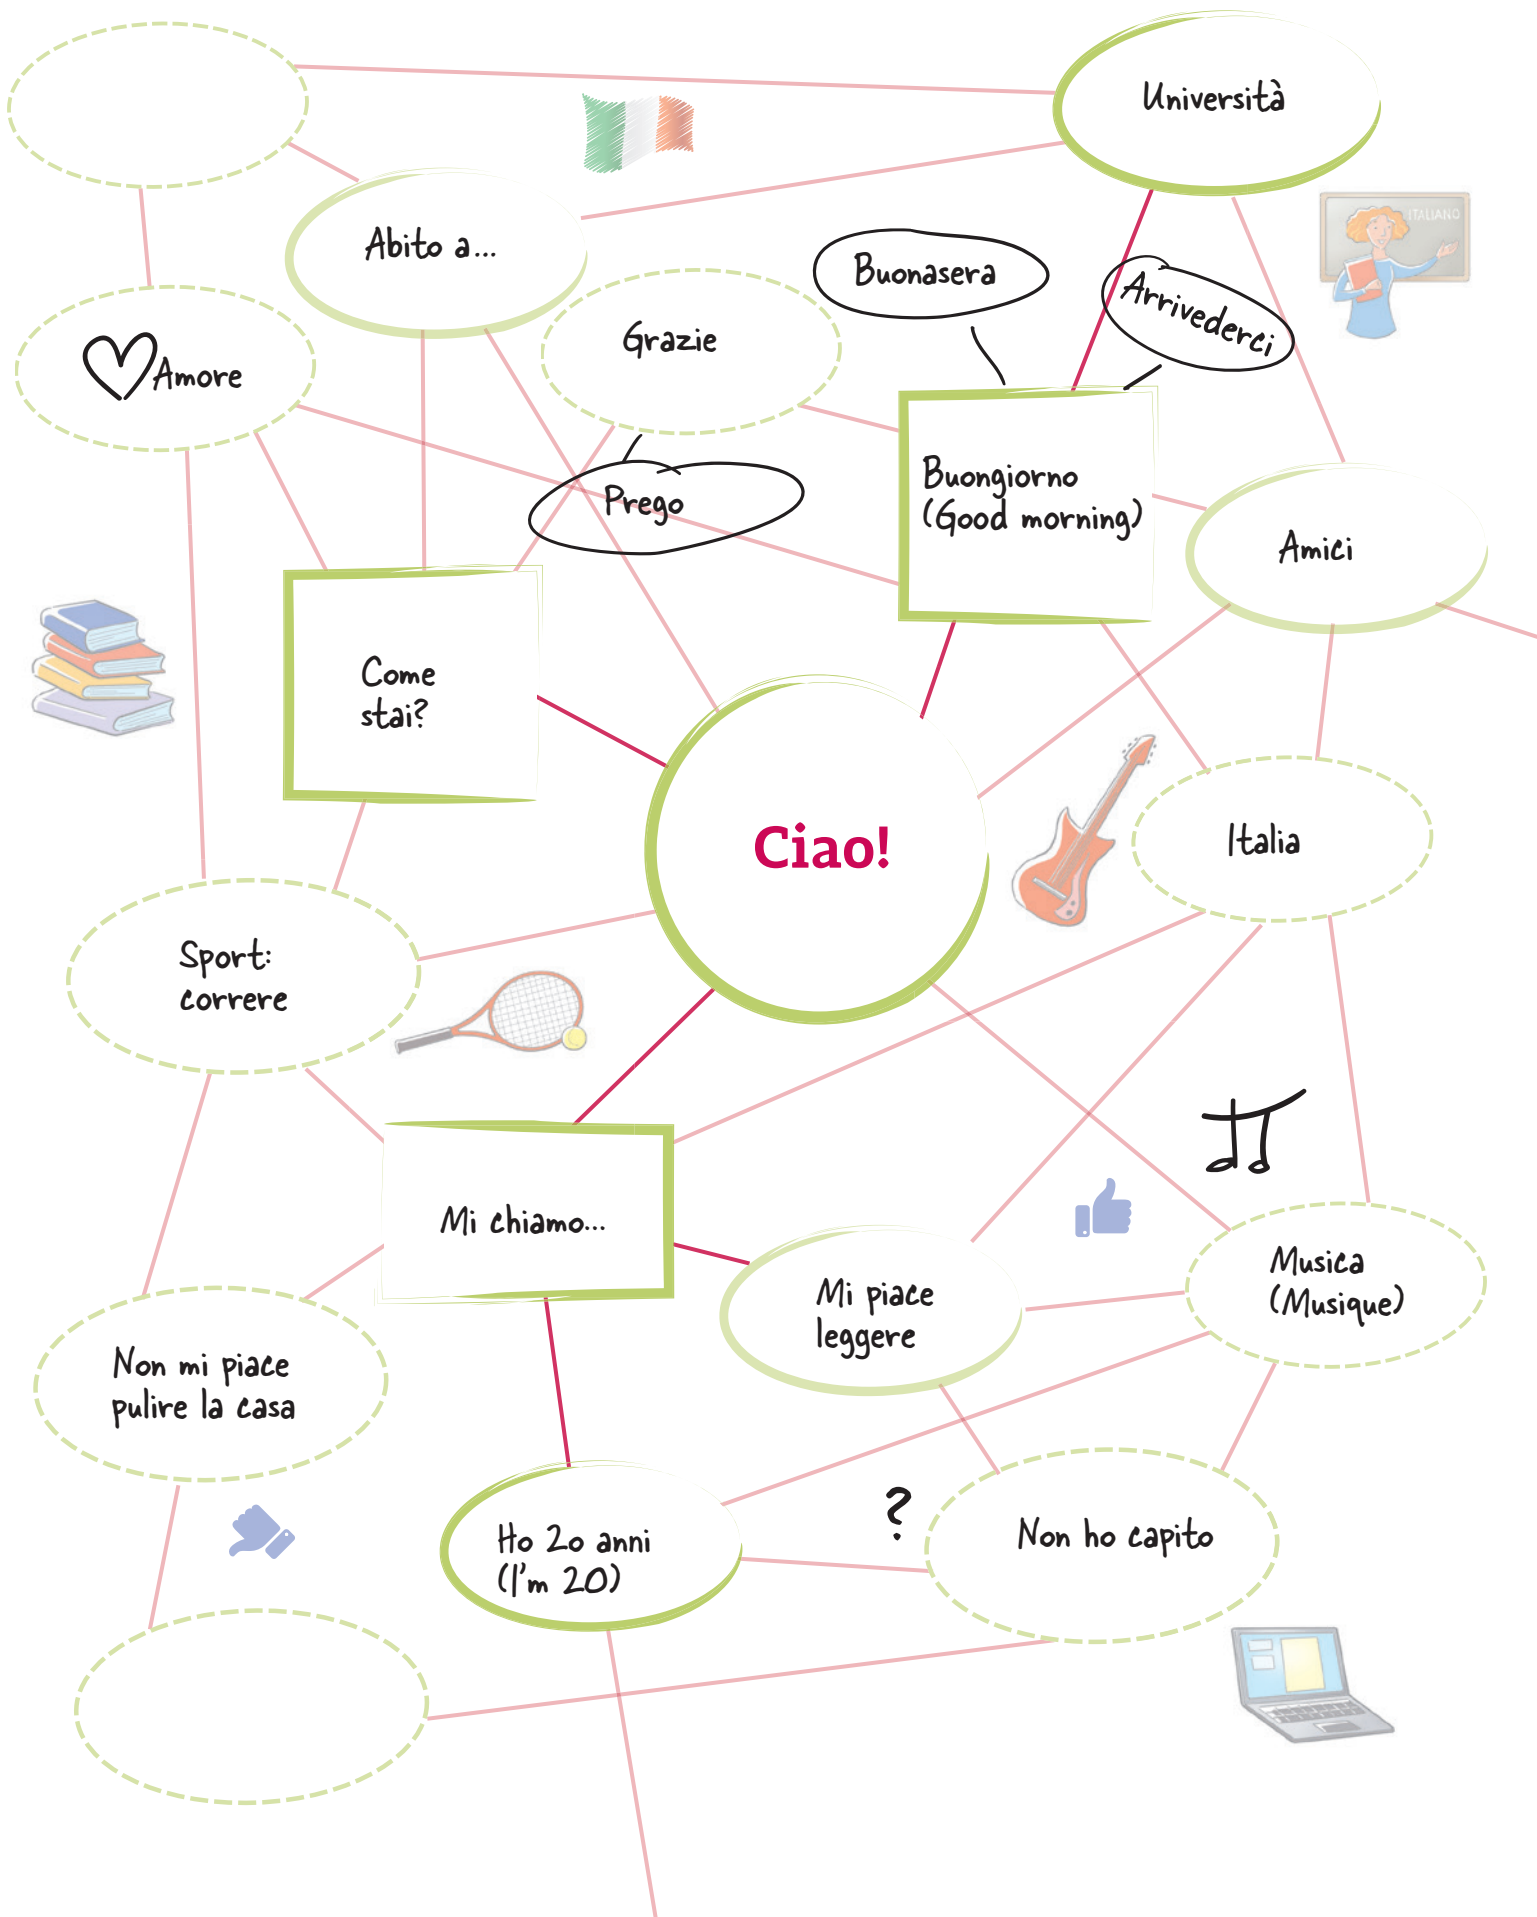 Università
ITALIANO
Abito a...
Buonasera
Arrivederci
Grazie
Amore
Prego
Buongiorno
(Good morning)
Amici
Come
stai?
Ciao!
Italia
Sport:
correre
Mi chiamo...
Mi piace
leggere
Musica
(Musique)
Non mi piace
pulire la casa
?
Ho 20 anni
(I'm 20)
Non ho capito